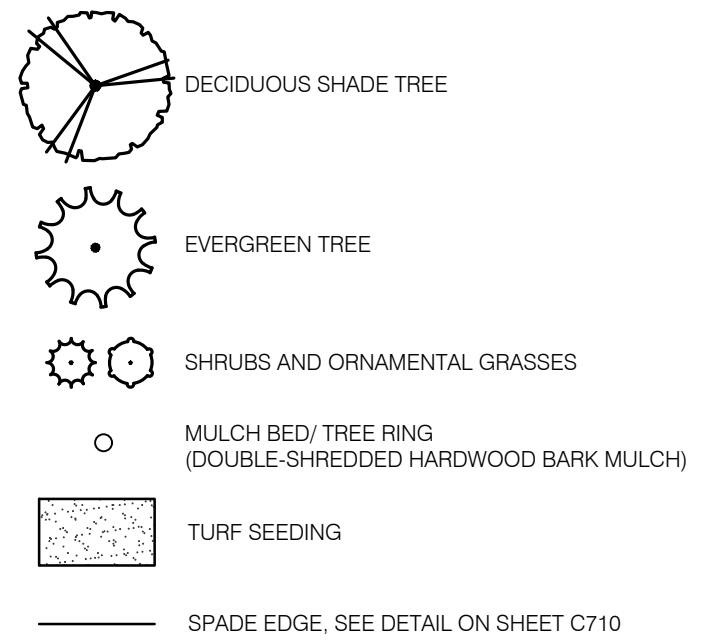 DECIDUOUS SHADE TREE
EVERGREEN TREE
SHRUBS AND ORNAMENTAL GRASSES
MULCH BED/ TREE RING
(DOUBLE-SHREDDED HARDWOOD BARK MULCH)
TURF SEEDING
SPADE EDGE, SEE DETAIL ON SHEET C710